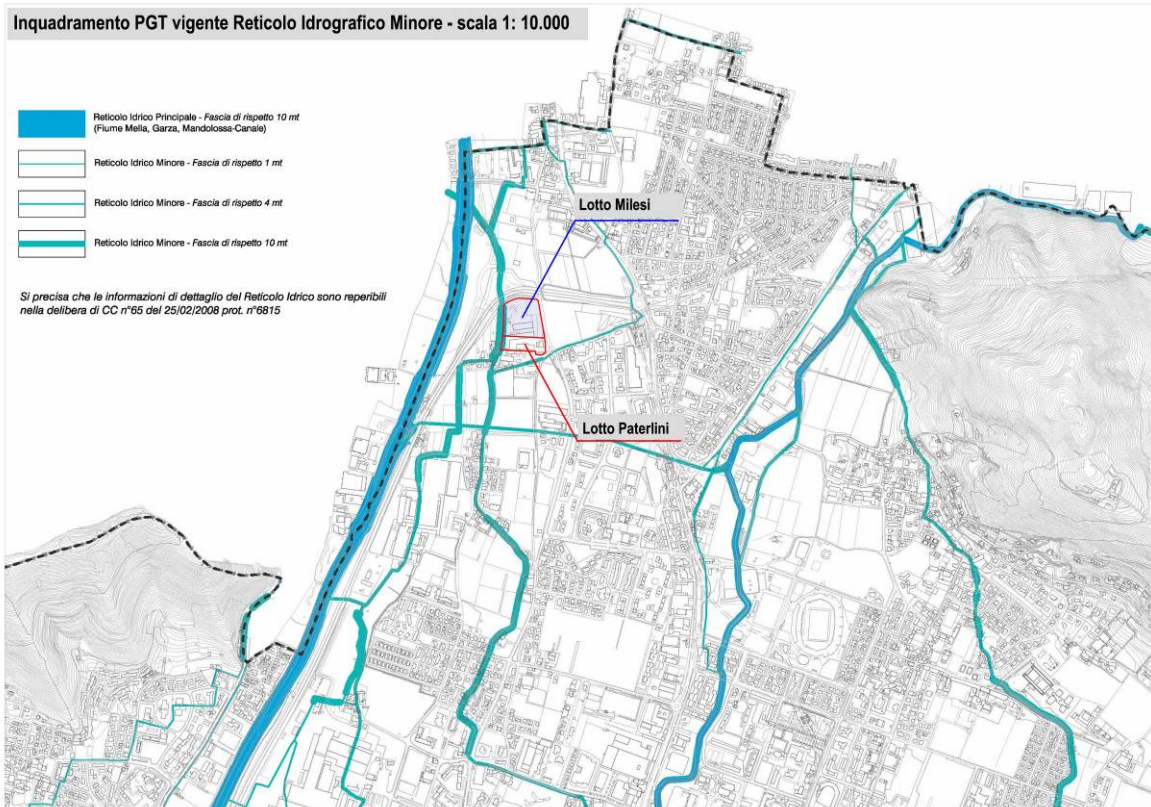 Inquadramento PGT vigente Reticolo Idrografico Minore - scala 1: 10.000
Reticolo Idrico Principale - Fascia di rispetto 10 mt
(Fiume Mella, Garza, Mandolossa-Canale)
Reticolo Idrico Minore - Fascia di rispetto 1 mt
Reticolo Idrico Minore - Fascia di rispetto 4 mt
Reticolo Idrico Minore - Fascia di rispetto 10 mt
Si precisa che le informazioni di dettaglio del Reticolo Idrico sono reperibili
nella delibera di CC n°65 del 25/02/2008 prot. n°6815
Lotto Milesi
Lotto Paterlini